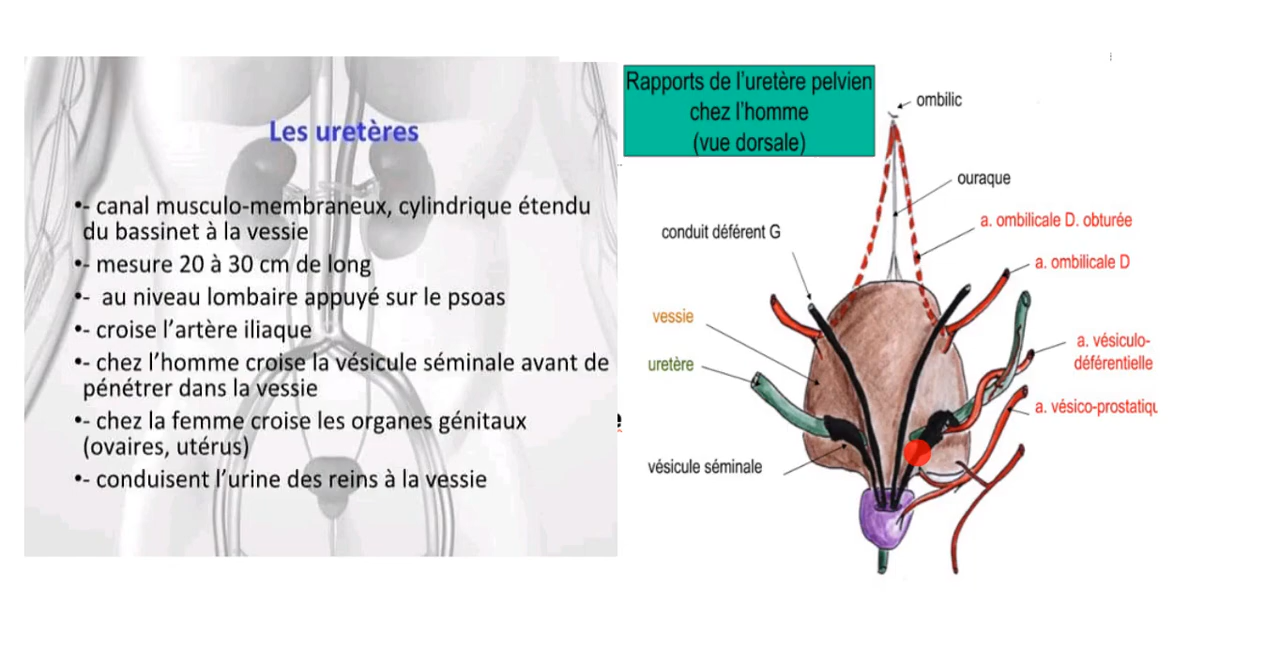 Les uretères
•- canal musculo-membraneux, cylindrique étendu
du bassinet à la vessie
•- mesure 20 à 30 cm de long
•- au niveau lombaire appuyé sur le psoas
•- croise l'artère iliaque
•- chez l'homme croise la vésicule séminale avant de
pénétrer dans la vessie
•- chez la femme croise les organes génitaux
(ovaires, utérus)
•- conduisent l'urine des reins à la vessie
e
Rapports de l'uretère pelvien
chez l'homme
(vue dorsale)
ombilic
ouraque
conduit déférent G
a. ombilicale D. obturée
a. ombilicale D
vessie
uretère
a. vésiculo-
déférentielle
a. vésico-prostatiqu
vésicule séminale